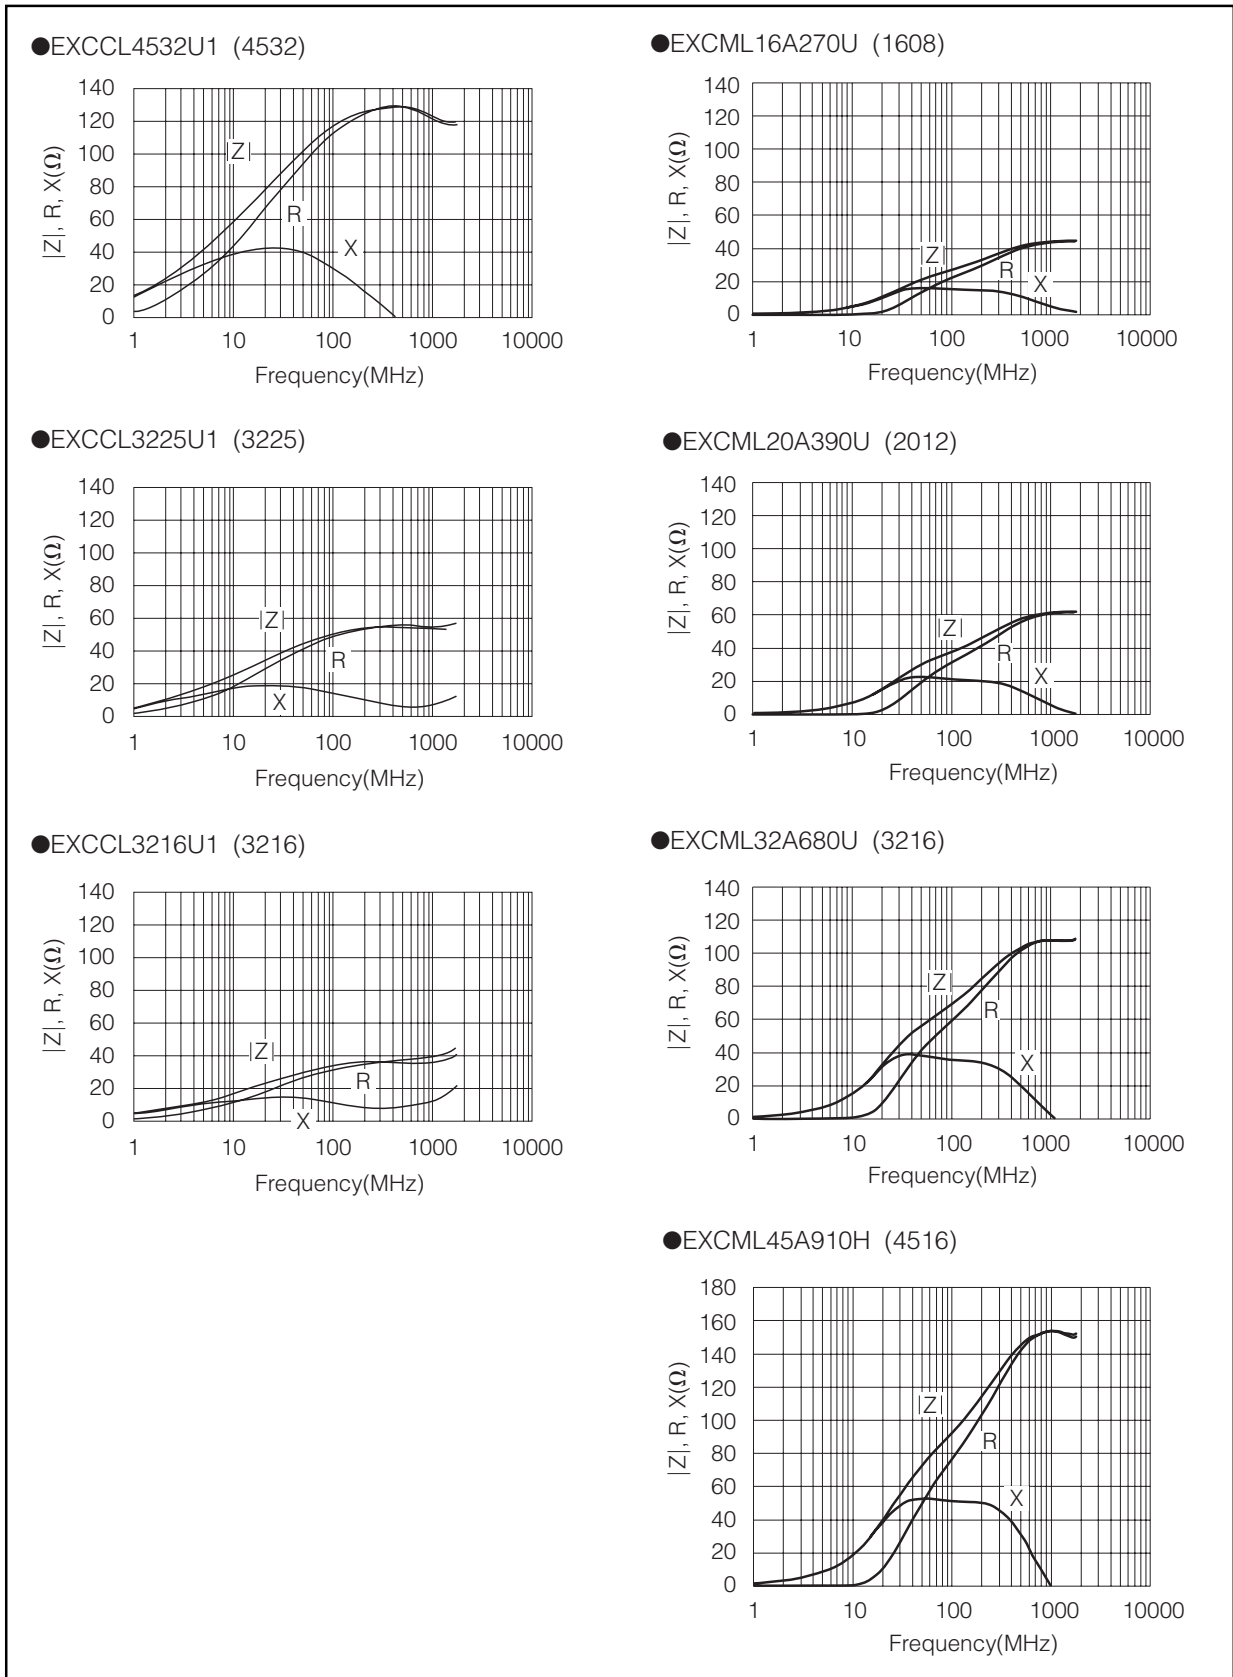 ●EXCCL4532U1 (4532)
140
120
100
80
60
40
20
0
|Z|, R, X(Ω)
|Z|
R
X
1 10 100 1000 10000
Frequency(MHz)
●EXCCL3225U1 (3225)
140
120
100
80
60
40
20
0
|Z|, R, X(Ω)
|Z|
R
X
1 10 100 1000 10000
Frequency(MHz)
●EXCCL3216U1 (3216)
140
120
100
80
60
40
20
0
|Z|, R, X(Ω)
|Z|
R
X
1 10 100 1000 10000
Frequency(MHz)
●EXCML16A270U (1608)
140
120
100
80
60
40
20
0
|Z|, R, X(Ω)
|Z|
R
X
1 10 100 1000 10000
Frequency(MHz)
●EXCML20A390U (2012)
140
120
100
80
60
40
20
0
|Z|, R, X(Ω)
|Z|
R
X
1 10 100 1000 10000
Frequency(MHz)
●EXCML32A680U (3216)
140
120
100
80
60
40
20
0
|Z|, R, X(Ω)
|Z|
R
X
1 10 100 1000 10000
Frequency(MHz)
●EXCML45A910H (4516)
180
160
140
120
100
80
60
40
20
0
|Z|, R, X(Ω)
|Z|
R
X
1 10 100 1000 10000
Frequency(MHz)